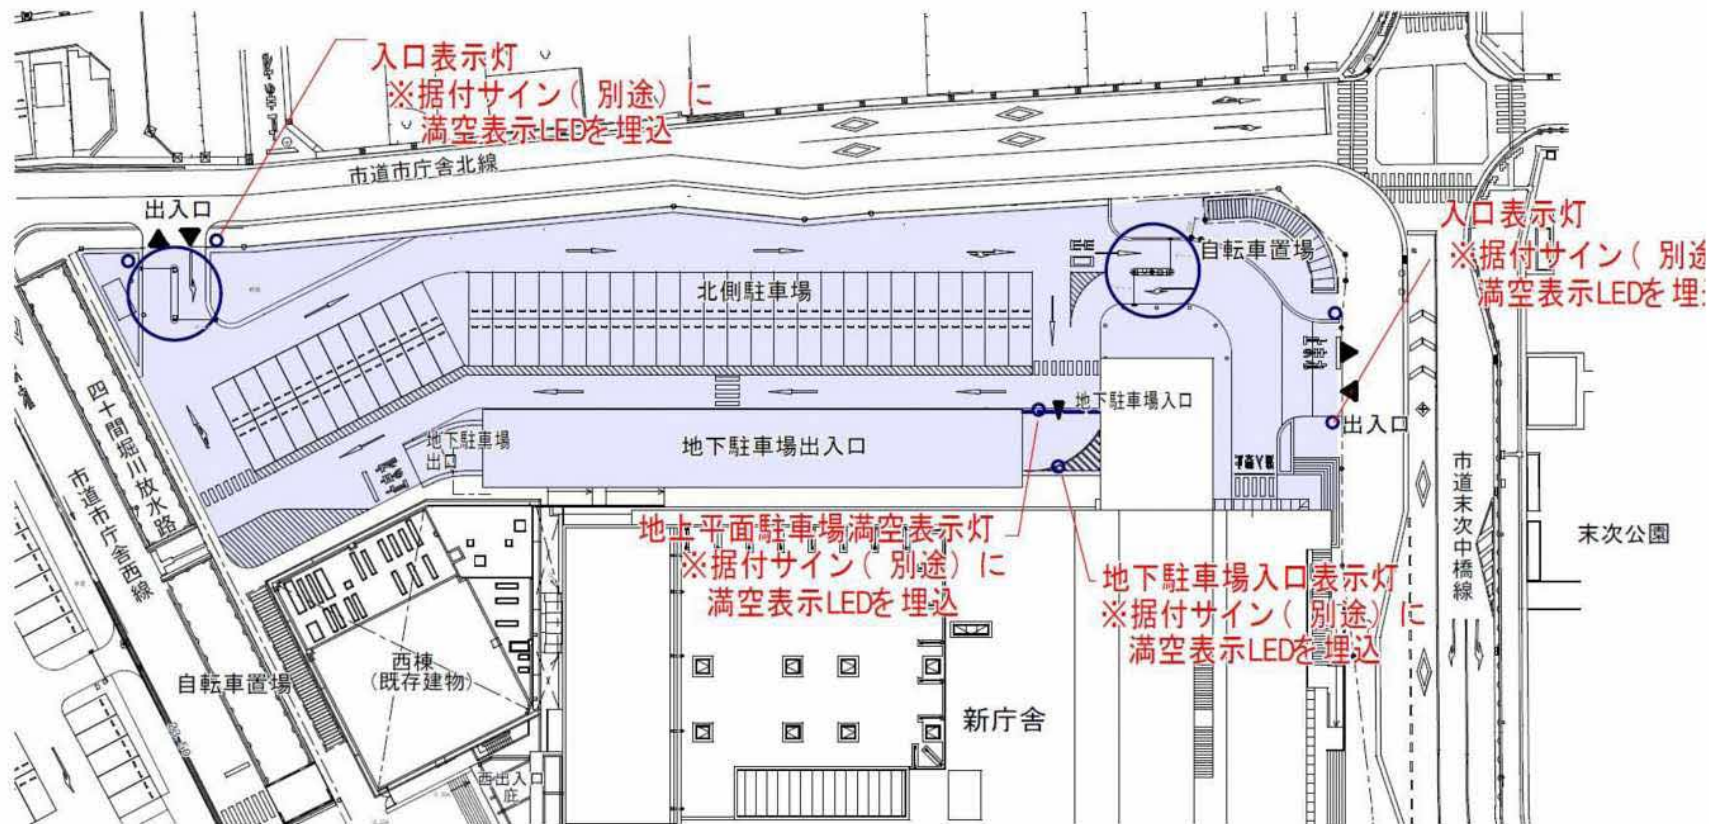 入口表示灯
※据付サイン(別途)に
満空表示LEDを埋込
市道市庁舎北線
出入口
入口表示灯
※据付サイン(別途
満空表示LEDを埋
自転車置場
北側駐車場
地下駐車場入口
出入口
地下駐車場
出口
地下駐車場出入口
四十間堀川放水路
市道市庁舎西線
市道末次中橋線
末次公園
地上平面駐車場満空表示灯
※据付サイン(別途)に
満空表示LEDを埋込
地下駐車場入口表示灯
※据付サイン(別途)に
満空表示LEDを埋込
西棟
(既存建物)
自転車置場
新庁舎
西出入口
庇